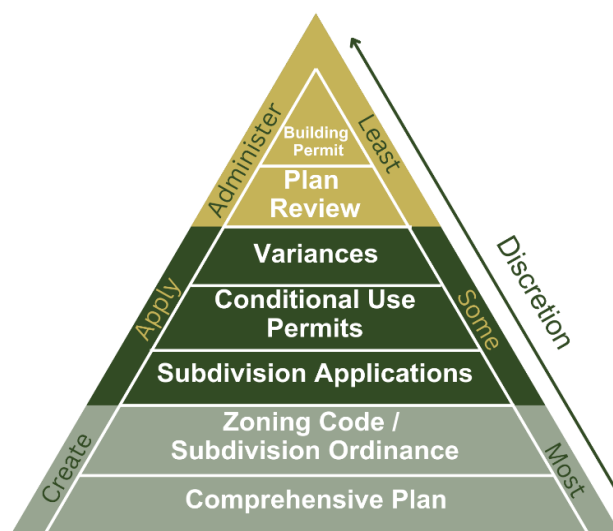 Building
Permit
Plan
Review
Variances
Conditional Use
Permits
Subdivision Applications
Zoning Code /
Subdivision Ordinance
Comprehensive Plan
Administer
Apply
Create
Least
Some
Most
Discretion